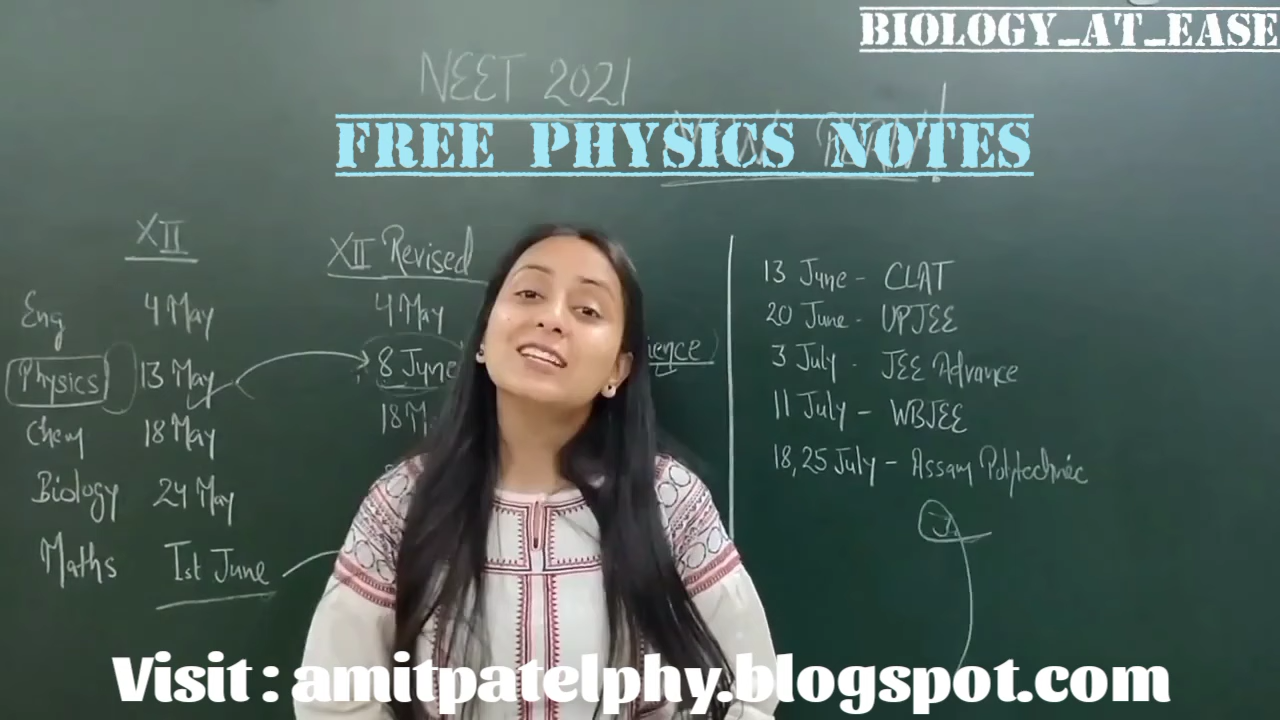 BIOLOGY_AT_EASE
NEET 2021
FREE PHYSICS NOTES
XII
Eng 4 May
Physics 13 May
Chem 18 May
Biology 24 May
Maths Ist June
XII Revised
4 May
8 June
18 M
13 June - CLAT
20 June - UPJEE
3 July - JEE Advance
11 July - WBJEE
18, 25 July - Assam Polytechnic
Visit : amitpatelphy.blogspot.com